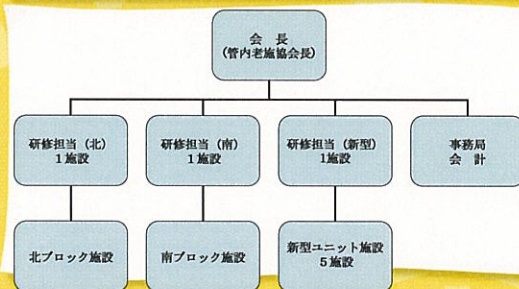 会　長
(管内老施協会長)
研修担当（北）
１施設
研修担当（南）
１施設
研修担当（新型）
１施設
事務局
会　計
北ブロック施設
南ブロック施設
新型ユニット施設
５施設